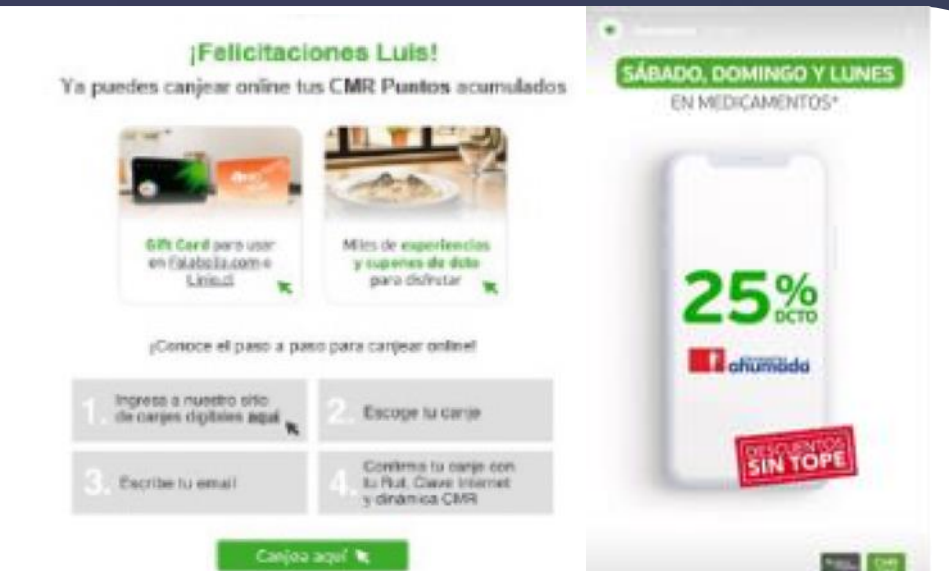 ¡Felicitaciones Luis!
Ya puedes canjear online tus CMR Puntos acumulados
Gift Card para usar
en Falabella.com o
Linio.cl
Miles de experiencias
y cupones de dcto
para disfrutar
¡Conoce el paso a paso para canjear online!
1. Ingresa a nuestro sitio
de canjes digitales aquí
2. Escoge tu canje
3. Escribe tu email
4. Confirma tu canje con
tu Rut, Clave Internet
y dinámica CMR
Canjea aquí
SÁBADO, DOMINGO Y LUNES
EN MEDICAMENTOS*
25%
DCTO
ahumada
DESCUENTOS
SIN TOPE
CMR